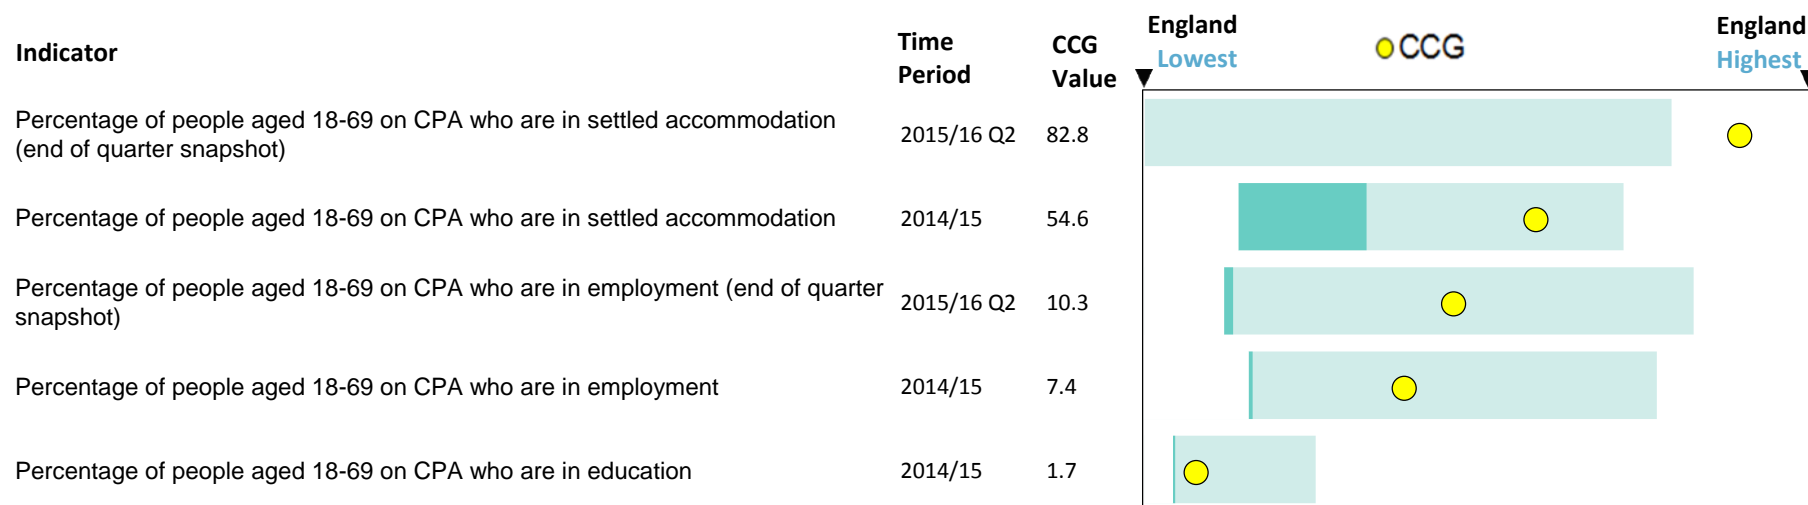 Indicator
Time Period
CCG Value
England Lowest
CCG
England Highest
Percentage of people aged 18-69 on CPA who are in settled accommodation
(end of quarter snapshot)
2015/16 Q2
82.8
Percentage of people aged 18-69 on CPA who are in settled accommodation
2014/15
54.6
Percentage of people aged 18-69 on CPA who are in employment (end of quarter
snapshot)
2015/16 Q2
10.3
Percentage of people aged 18-69 on CPA who are in employment
2014/15
7.4
Percentage of people aged 18-69 on CPA who are in education
2014/15
1.7